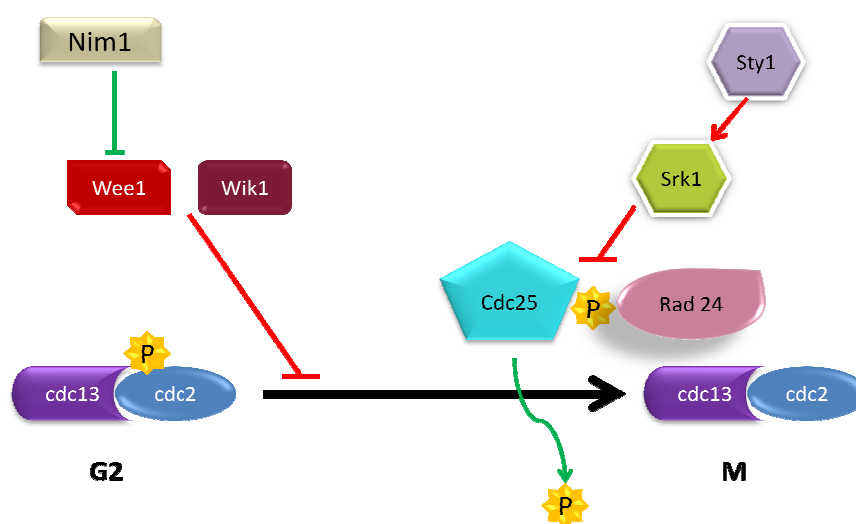 Nim1
Sty1
Wee1
Wik1
Srk1
Cdc25
P
Rad 24
P
cdc13
cdc2
cdc13
cdc2
G2
M
P